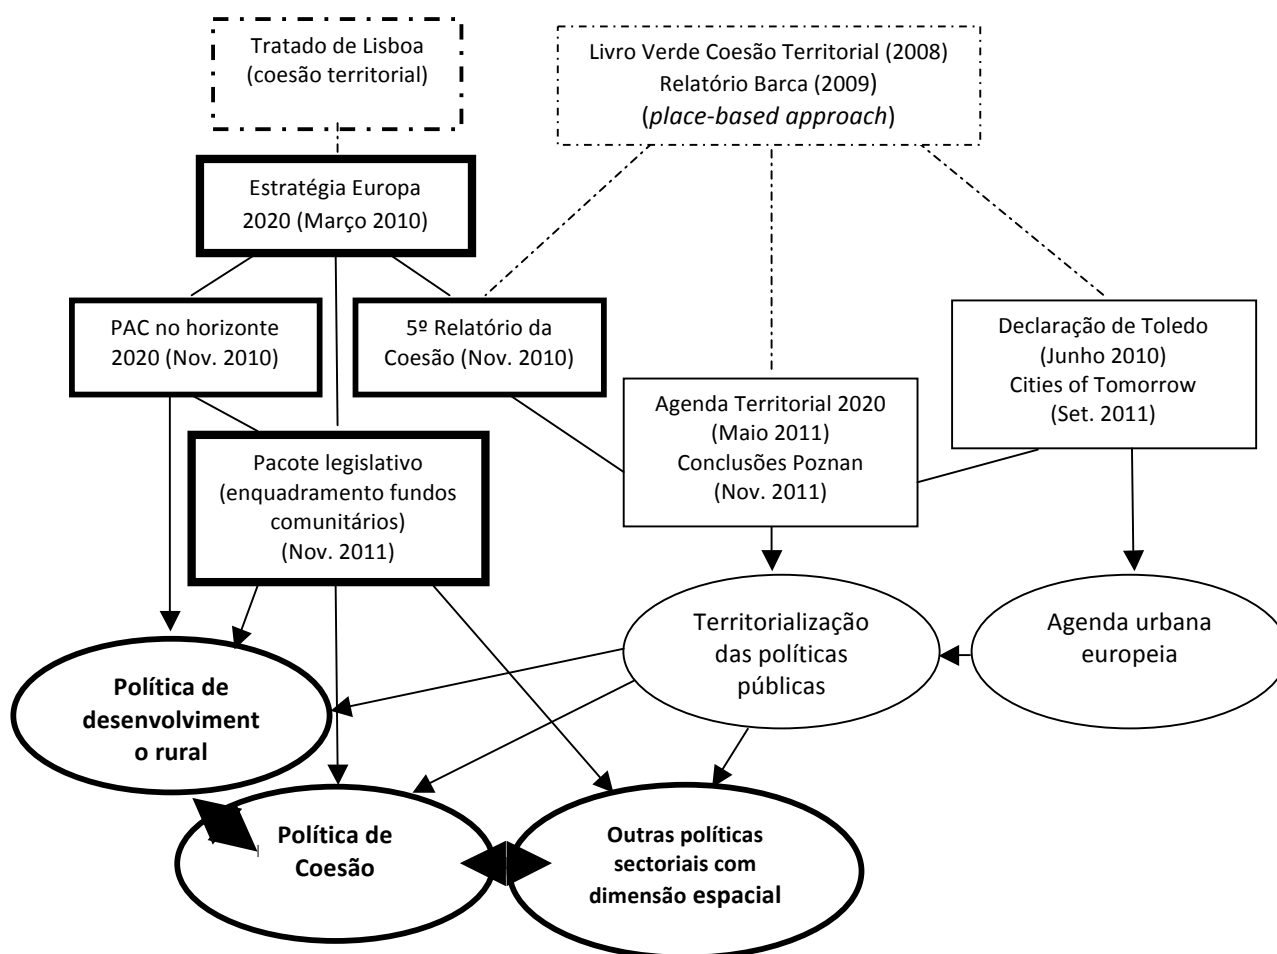 Tratado de Lisboa
(coesão territorial)
Livro Verde Coesão Territorial (2008)
Relatório Barca (2009)
(place-based approach)
Estratégia Europa
2020 (Março 2010)
PAC no horizonte
2020 (Nov. 2010)
5º Relatório da
Coesão (Nov. 2010)
Declaração de Toledo
(Junho 2010)
Cities of Tomorrow
(Set. 2011)
Agenda Territorial 2020
(Maio 2011)
Conclusões Poznan
(Nov. 2011)
Pacote legislativo
(enquadramento fundos
comunitários)
(Nov. 2011)
Territorialização
das políticas
públicas
Agenda urbana
europeia
Política de
desenvolviment
o rural
Política de
Coesão
Outras políticas
sectoriais com
dimensão espacial